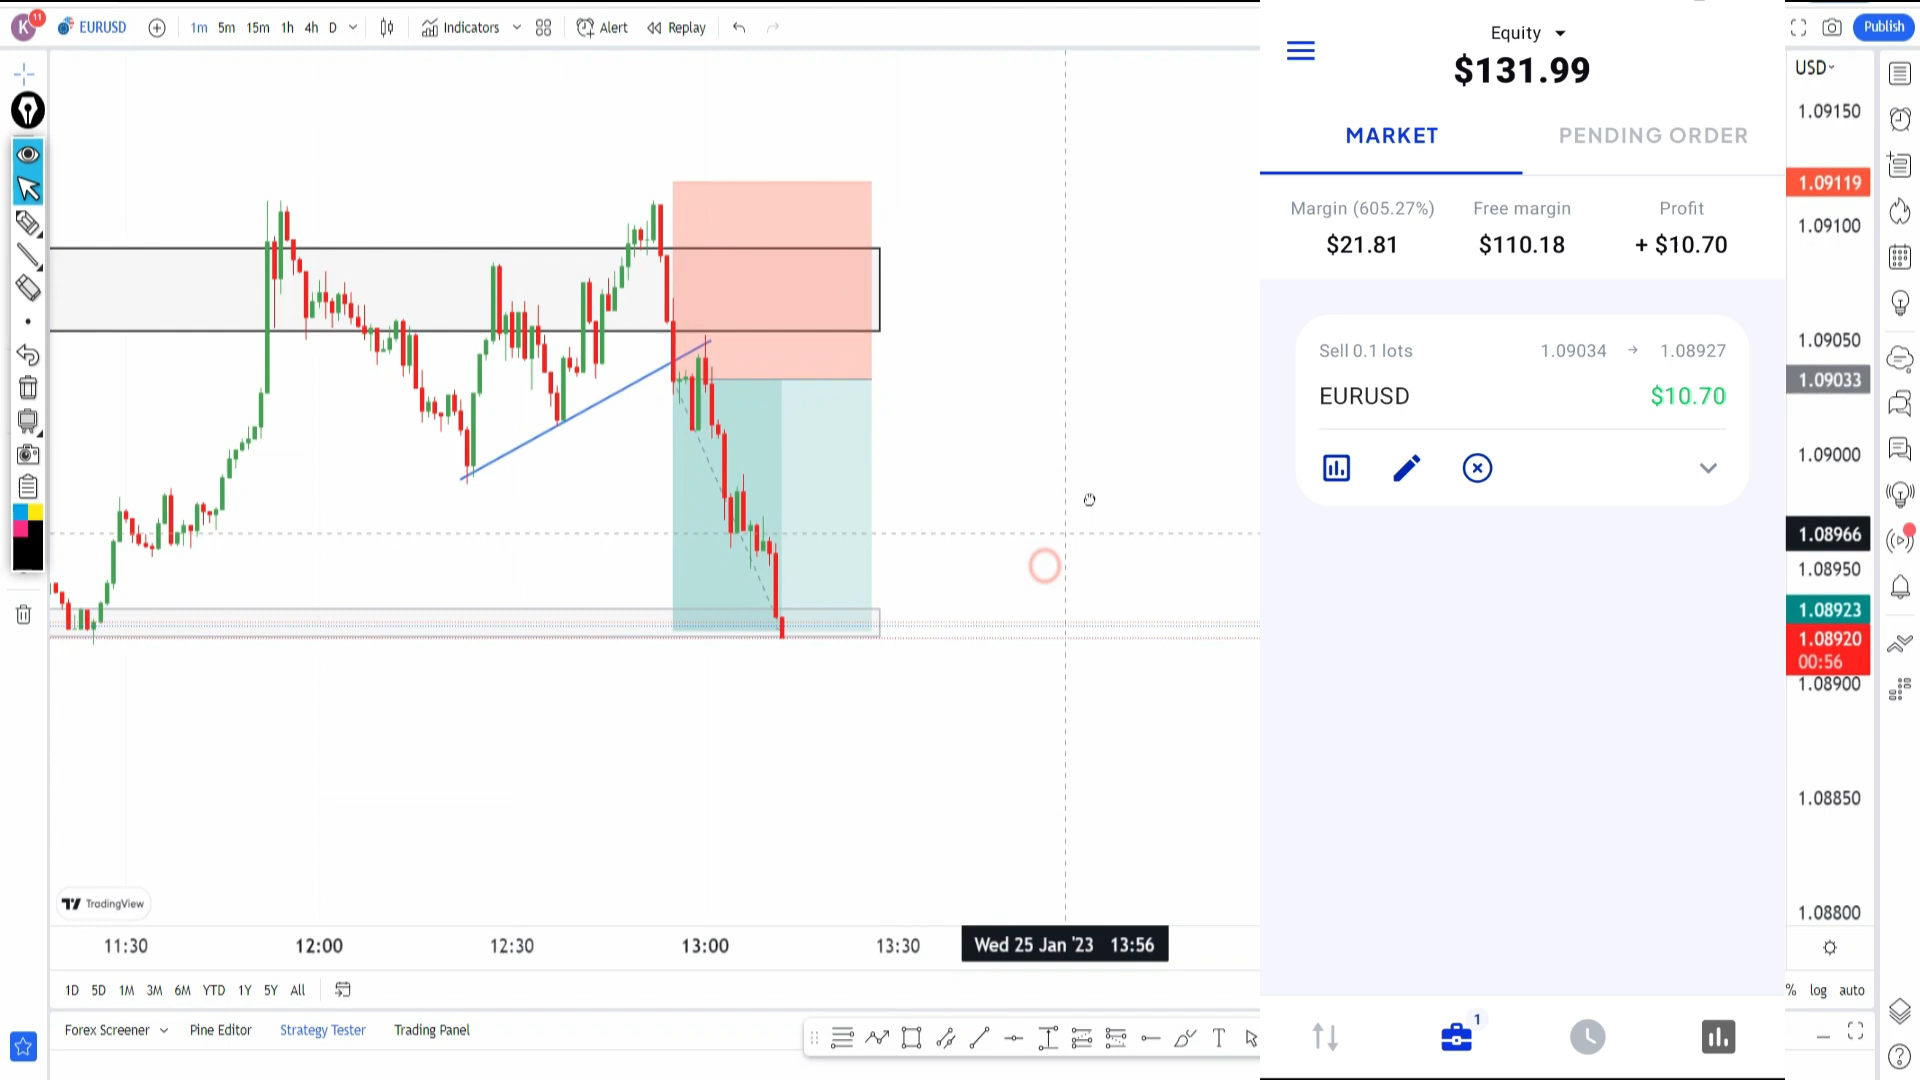 K 11 EURUSD 1m 5m 15m 1h 4h D Indicators Alert Replay
Equity
$131.99
MARKET PENDING ORDER
Margin (605.27%) Free margin Profit
$21.81 $110.18 + $10.70
Sell 0.1 lots 1.09034 → 1.08927
EURUSD $10.70
1
Publish
USD
1.09150
1.09119
1.09100
1.09050
1.09033
1.09000
1.08966
1.08950
1.08923
1.08920
00:56
1.08900
1.08850
1.08800
TradingView
11:30 12:00 12:30 13:00 13:30 Wed 25 Jan '23 13:56
1D 5D 1M 3M 6M YTD 1Y 5Y All
% log auto
Forex Screener Pine Editor Strategy Tester Trading Panel
T